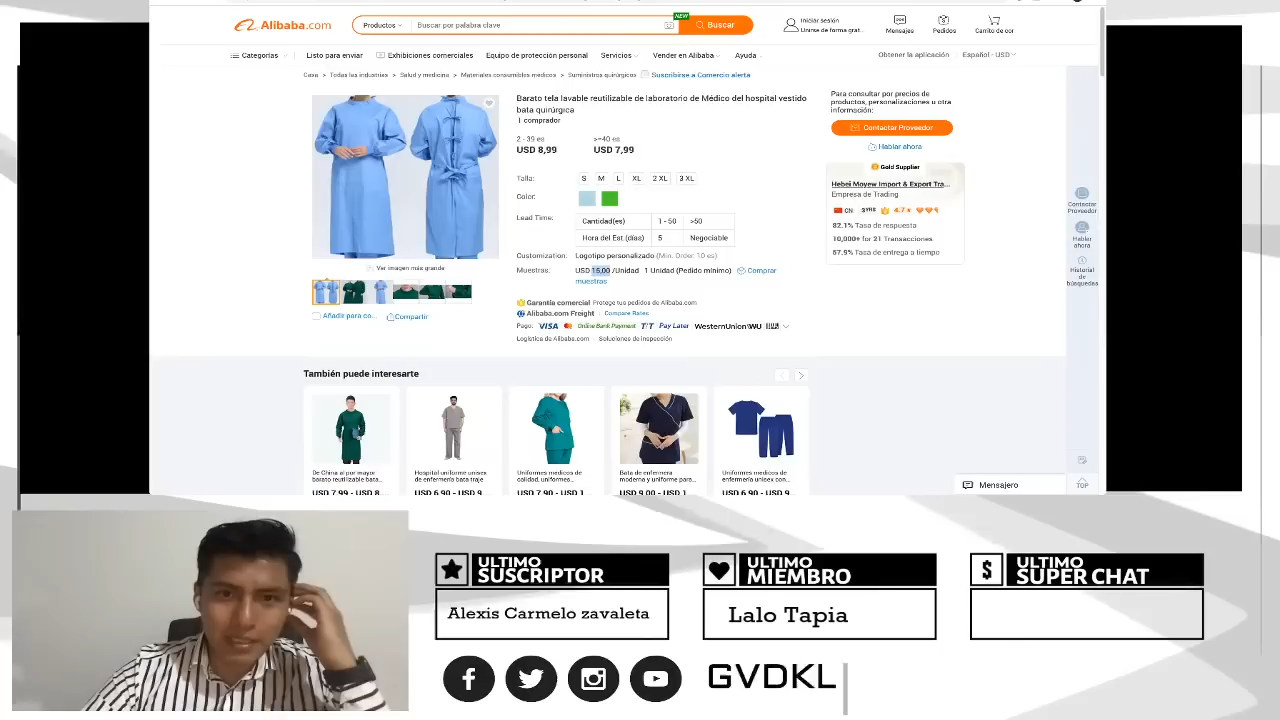 Alibaba.com
Productos
Buscar por palabra clave
NEW
Buscar
Iniciar sesión
Unirse de forma grat...
Mensajes
Pedidos
Carrito de cor
Categorías
Listo para enviar
Exhibiciones comerciales
Equipo de protección personal
Servicios
Vender en Alibaba
Ayuda
Obtener la aplicación
Español - USD
Casa > Todas las industrias > Salud y medicina > Materiales consumibles medicos > Suministros quirúrgicos
Suscribirse a Comercio alerta
Barato tela lavable reutilizable de laboratorio de Médico del hospital vestido
bata quirúrgica
1 comprador
2 - 39 es
>=40 es
USD 8,99
USD 7,99
Talla:
S
M
L
XL
2 XL
3 XL
Color:
Lead Time:
Cantidad(es)
1 - 50
>50
Hora del Est.(días)
5
Negociable
Customization:
Logotipo personalizado (Min. Order 10 es)
Muestras:
USD 15,00 /Unidad 1 Unidad (Pedido mínimo)
Comprar
muestras
Garantía comercial Protege tu pedidos de Alibaba.com
Alibaba.com Freight
Compare Rates
Pago:
VISA
Online Bank Payment
T/T
Pay Later
WesternUnion WU
Logística de Alibaba.com
Soluciones de Inspección
Ver imagen más grande
Añadir para co...
Compartir
Para consultar por precios de
productos, personalizaciones u otra
información:
Contactar Proveedor
Hablar ahora
Gold Supplier
Hebei Moyew Import & Export Tra...
Empresa de Trading
CN
3YRS
4.7
82.1% Tasa de respuesta
10,000+ for 21 Transacciones
57.9% Tasa de entrega a tiempo
Contactar
Proveedor
Hablar
ahora
Historial
de
búsquedas
También puede interesarte
De China al por mayor
barato reutilizable bata...
USD 7,99 - USD 8...
Hospital uniforme unisex
de enfermería bata traje
USD 6,90 - USD 9...
Uniformes medicos de
calidad, uniformes...
USD 7,90 - USD 1...
Bata de enfermera
moderna y uniforme para...
USD 9,00 - USD 1...
Uniformes medicos de
enfermería unisex con...
USD 6,90 - USD 9...
Mensajero
TOP
ULTIMO
SUSCRIPTOR
Alexis Carmelo zavaleta
ULTIMO
MIEMBRO
Lalo Tapia
$
ULTIMO
SUPER CHAT
GVDKL